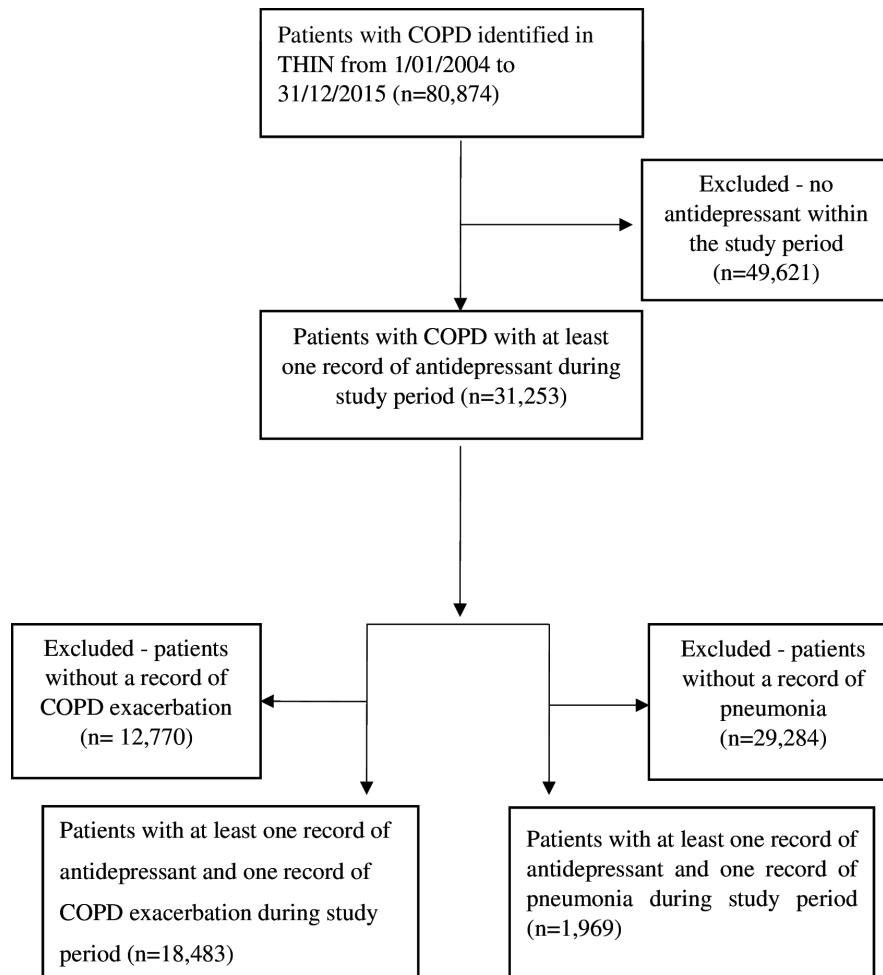 Patients with COPD identified in
THIN from 1/01/2004 to
31/12/2015 (n=80,874)
Excluded - no
antidepressant within
the study period
(n=49,621)
Patients with COPD with at least
one record of antidepressant during
study period (n=31,253)
Excluded - patients
without a record of
COPD exacerbation
(n= 12,770)
Excluded - patients
without a record of
pneumonia
(n=29,284)
Patients with at least one record of
antidepressant and one record of
COPD exacerbation during study
period (n=18,483)
Patients with at least one record of
antidepressant and one record of
pneumonia during study period
(n=1,969)